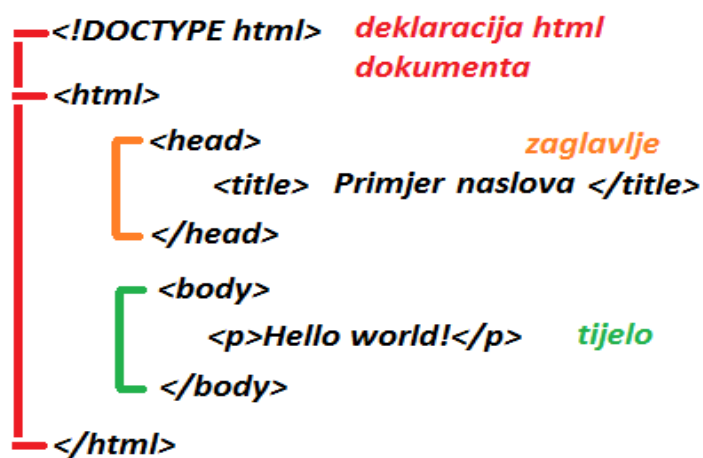 <!DOCTYPE html> deklaracija html
dokumenta
<html>
<head> zaglavlje
<title> Primjer naslova </title>
</head>
<body>
<p>Hello world!</p> tijelo
</body>
</html>